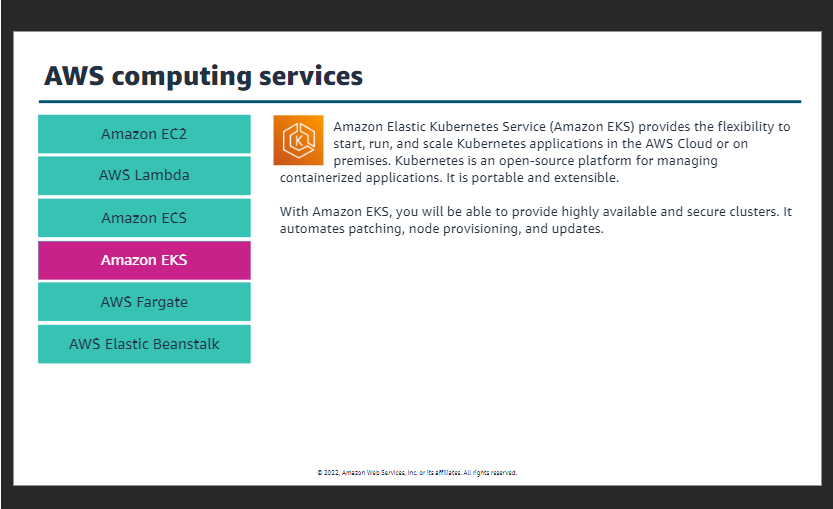 AWS computing services
Amazon EC2
AWS Lambda
Amazon ECS
Amazon EKS
AWS Fargate
AWS Elastic Beanstalk
K
Amazon Elastic Kubernetes Service (Amazon EKS) provides the flexibility to
start, run, and scale Kubernetes applications in the AWS Cloud or on
premises. Kubernetes is an open-source platform for managing
containerized applications. It is portable and extensible.
With Amazon EKS, you will be able to provide highly available and secure clusters. It
automates patching, node provisioning, and updates.
© 2022, Amazon Web Services, Inc. or its affiliates. All rights reserved.